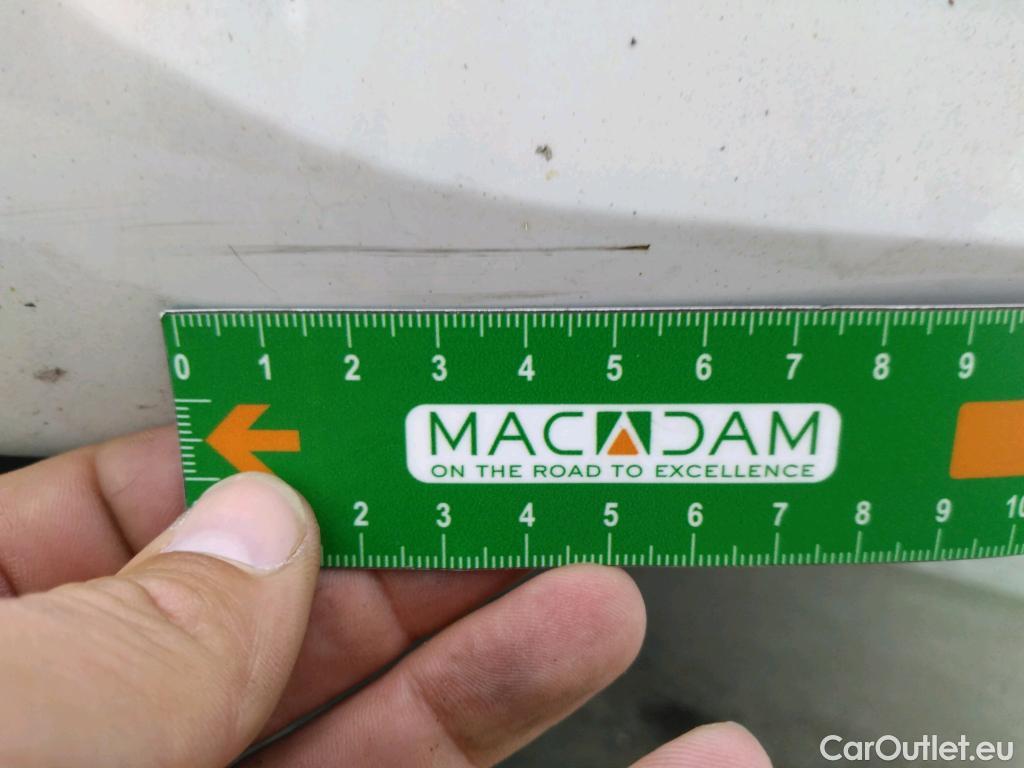 0 1 2 3 4 5 6 7 8 9
MACADAM
ON THE ROAD TO EXCELLENCE
2 3 4 5 6 7 8 9 10
CarOutlet.eu